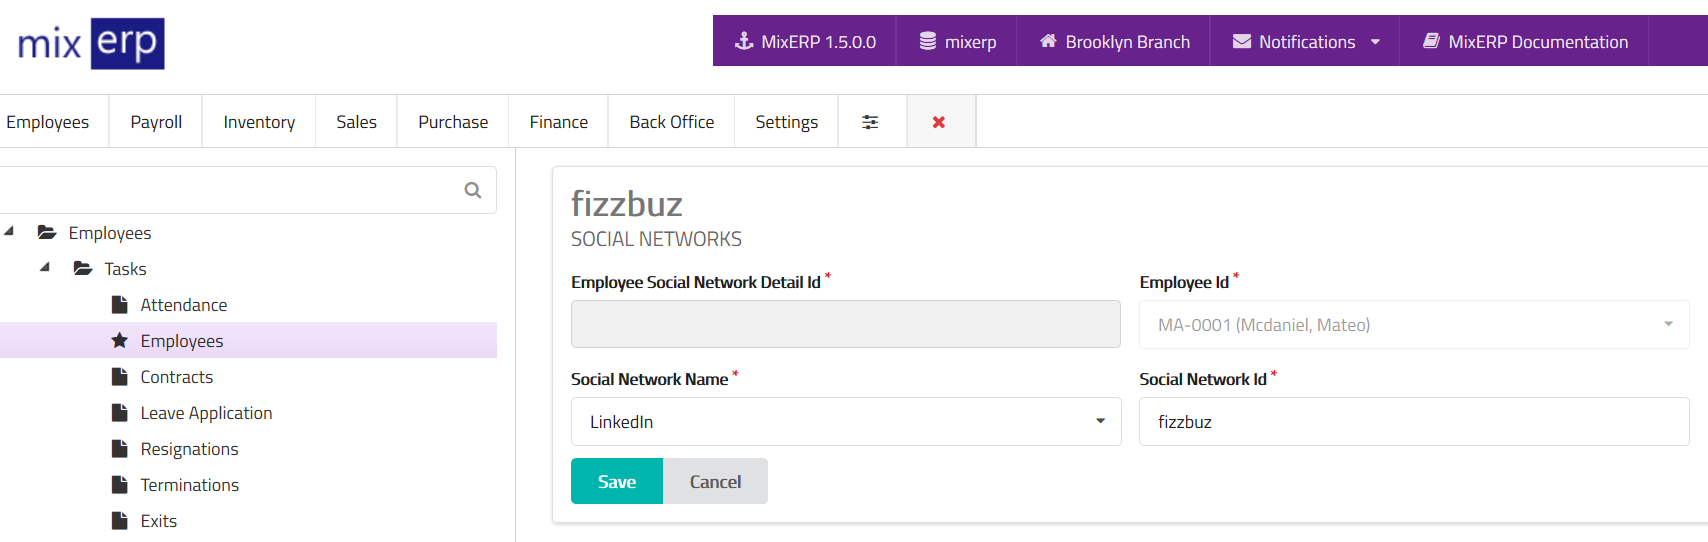 mix erp
MixERP 1.5.0.0 mixerp Brooklyn Branch Notifications MixERP Documentation
Employees Payroll Inventory Sales Purchase Finance Back Office Settings
Employees
Tasks
Attendance
Employees
Contracts
Leave Application
Resignations
Terminations
Exits
fizzbuz
SOCIAL NETWORKS
Employee Social Network Detail Id * Employee Id *
MA-0001 (Mcdaniel, Mateo)
Social Network Name * Social Network Id *
LinkedIn fizzbuz
Save Cancel